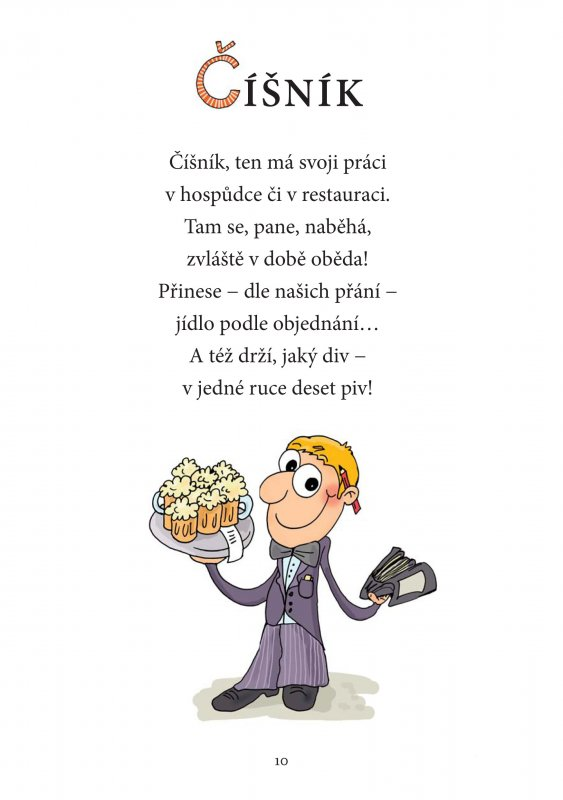 ČÍŠNÍK
Číšník, ten má svoji práci
v hospůdce či v restauraci.
Tam se, pane, naběhá,
zvláště v době oběda!
Přinese – dle našich přání –
jídlo podle objednání…
A též drží, jaký div –
v jedné ruce deset piv!
10